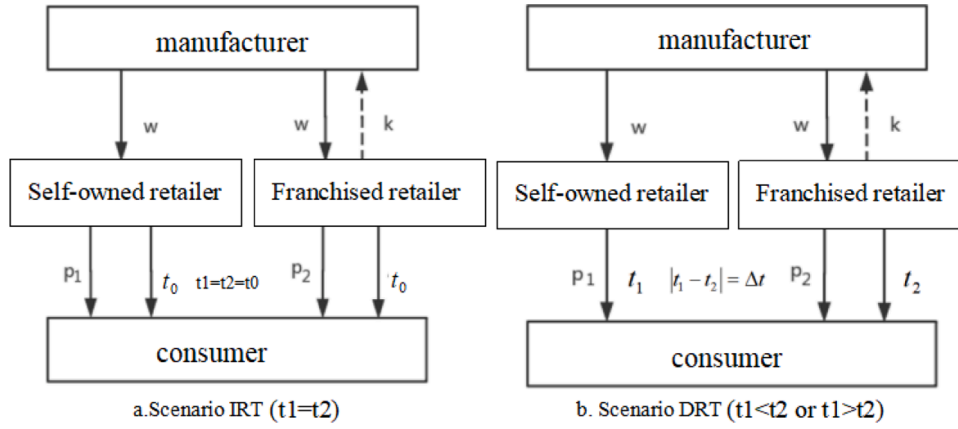 manufacturer
w
w
k
Self-owned retailer
Franchised retailer
p1
t0
t1=t2=t0
p2
t0
consumer
a.Scenario IRT (t1=t2)
manufacturer
w
w
k
Self-owned retailer
Franchised retailer
p1
t1
|t1 − t2| = Δt
p2
t2
consumer
b. Scenario DRT (t1<t2 or t1>t2)